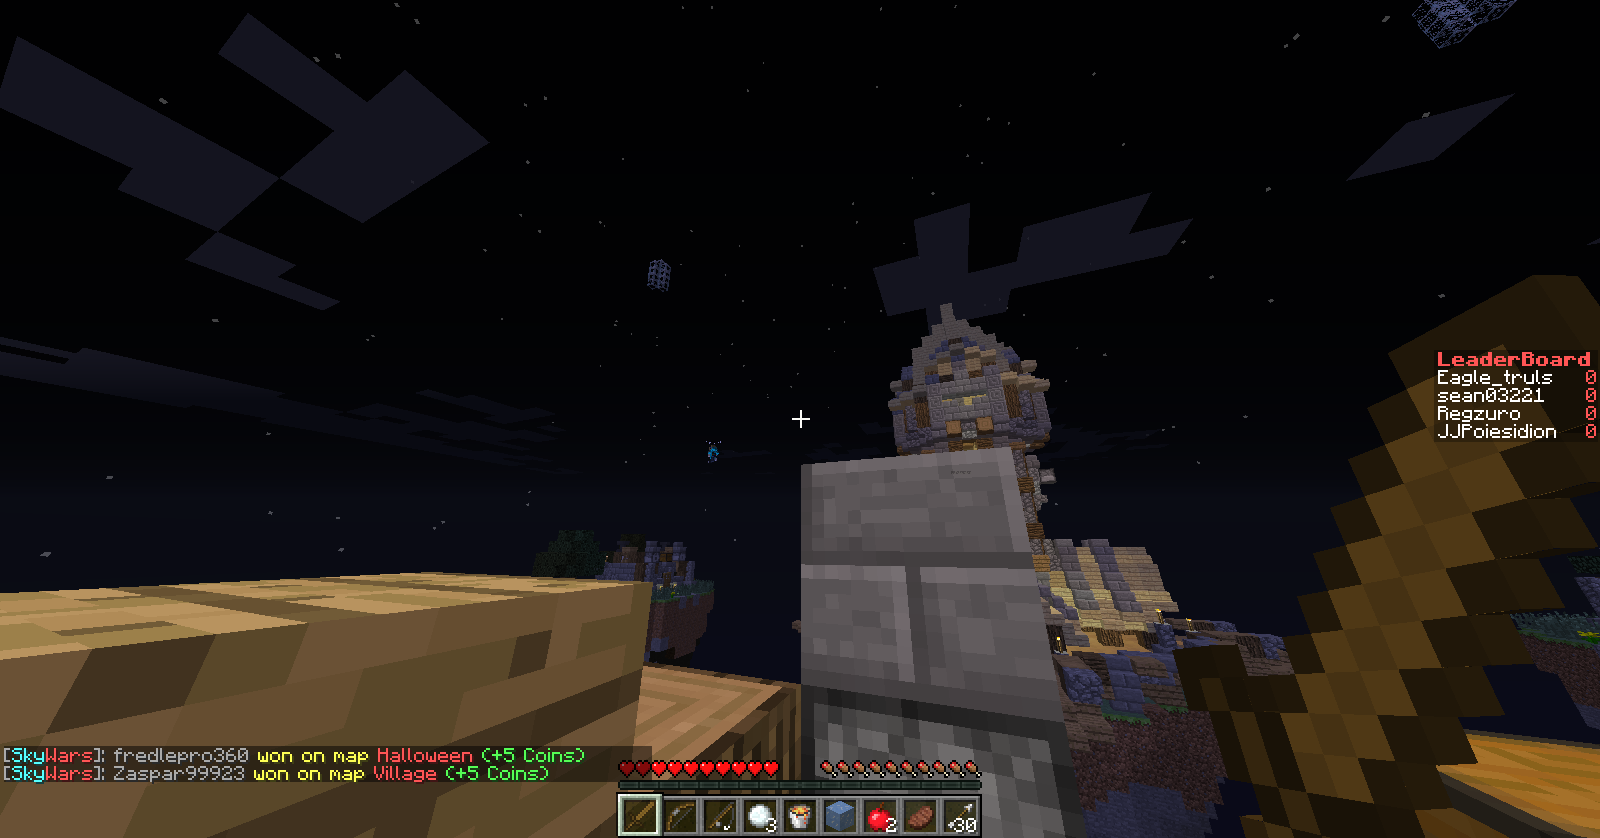 LeaderBoard
Eagle_truls 0
sean03221 0
Regzuro 0
JJPoiesidion 0
[SkyWars]: fredlepro360 won on map Halloween (+5 Coins)
[SkyWars]: Zaspar99923 won on map Village (+5 Coins)
3
2
+30